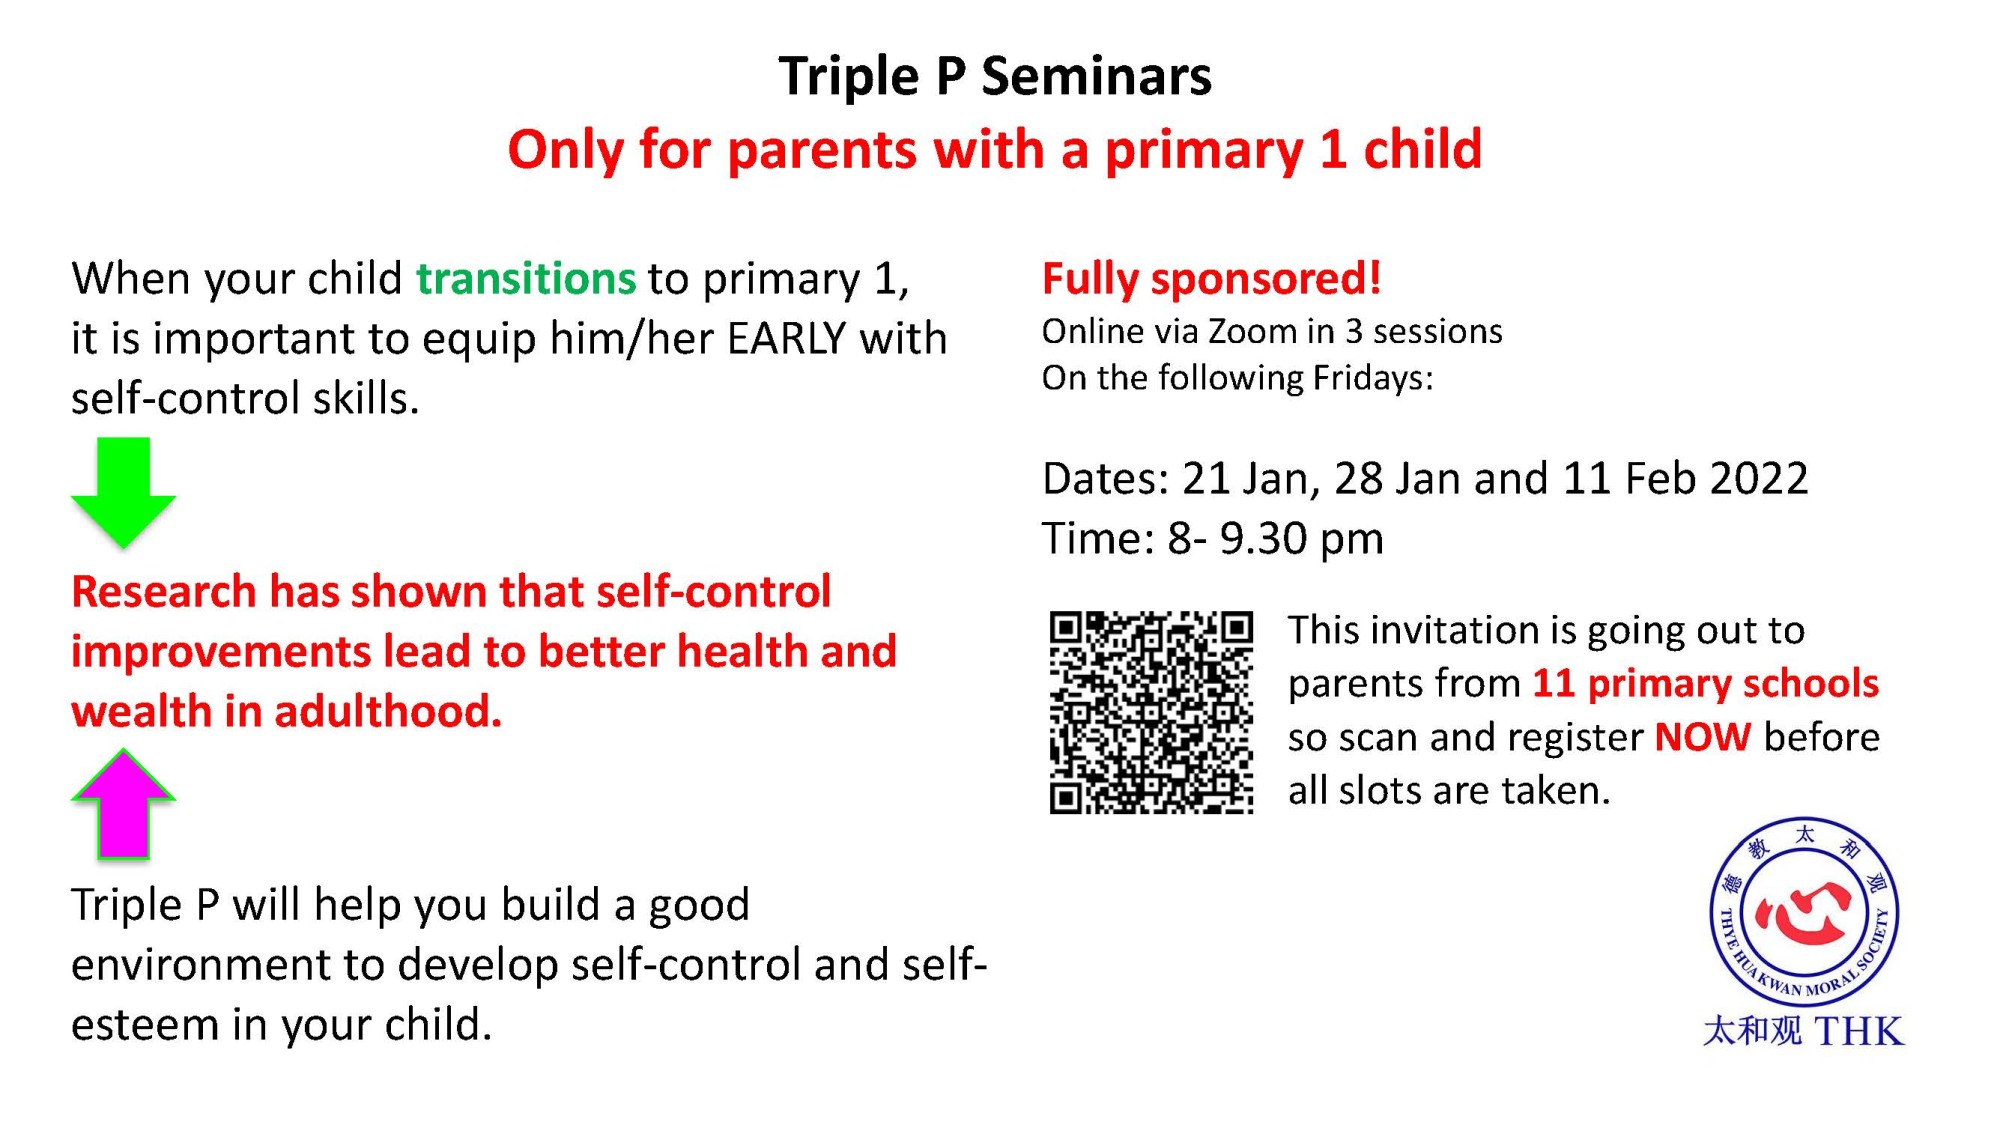 Triple P Seminars
Only for parents with a primary 1 child
When your child transitions to primary 1,
it is important to equip him/her EARLY with
self-control skills.
Research has shown that self-control
improvements lead to better health and
wealth in adulthood.
Triple P will help you build a good
environment to develop self-control and self-
esteem in your child.
Fully sponsored!
Online via Zoom in 3 sessions
On the following Fridays:
Dates: 21 Jan, 28 Jan and 11 Feb 2022
Time: 8- 9.30 pm
This invitation is going out to
parents from 11 primary schools
so scan and register NOW before
all slots are taken.
德教太和观
THYE HUA KWAN MORAL SOCIETY
太和观 THK